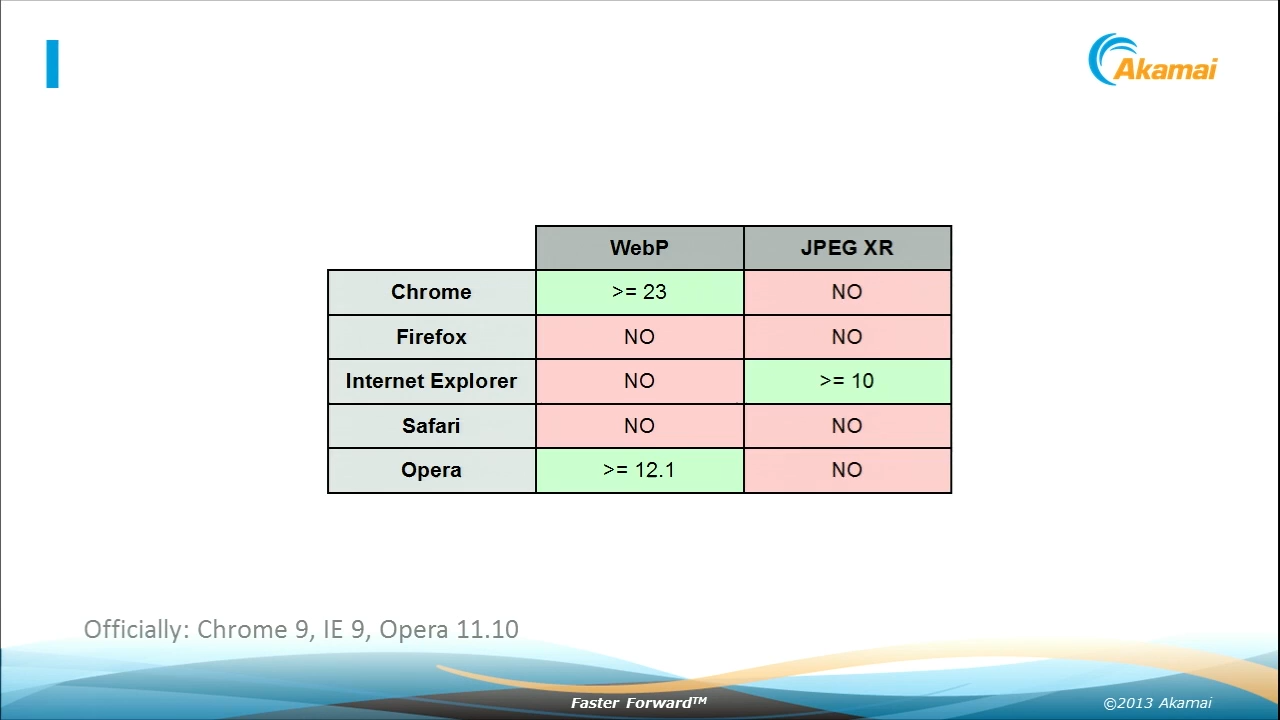 Akamai
WebP JPEG XR
Chrome >= 23 NO
Firefox NO NO
Internet Explorer NO >= 10
Safari NO NO
Opera >= 12.1 NO
Officially: Chrome 9, IE 9, Opera 11.10
Faster Forward™
©2013 Akamai